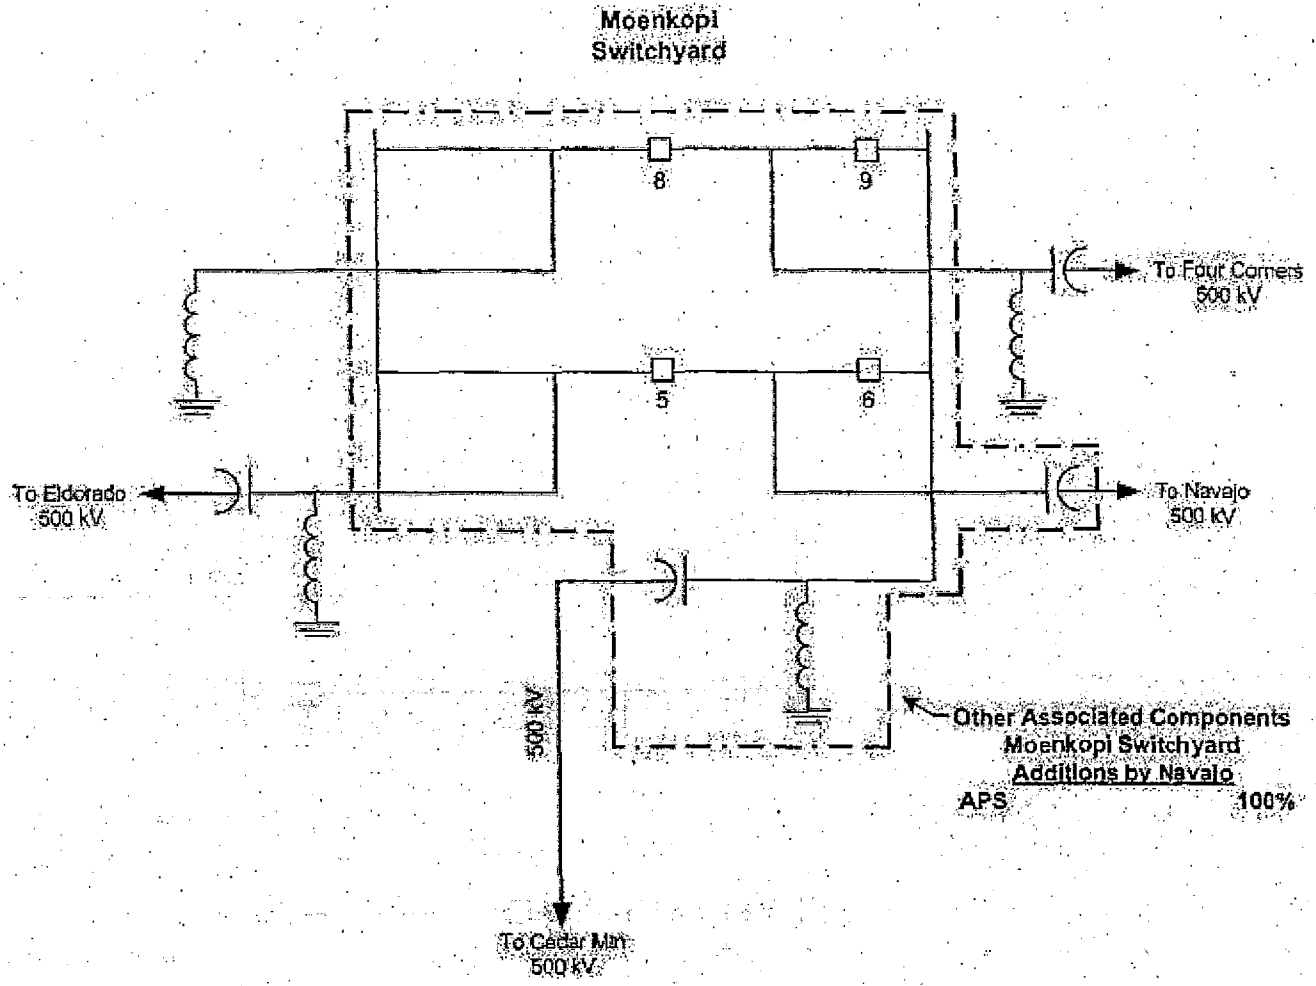 Moenkopi
Switchyard
8
9
To Four Corners
500 kV
5
6
To Eldorado
500 kV
To Navajo
500 kV
500 kV
Other Associated Components
Moenkopi Switchyard
Additions by Navajo
APS 100%
To Cedar Mtn
500 kV